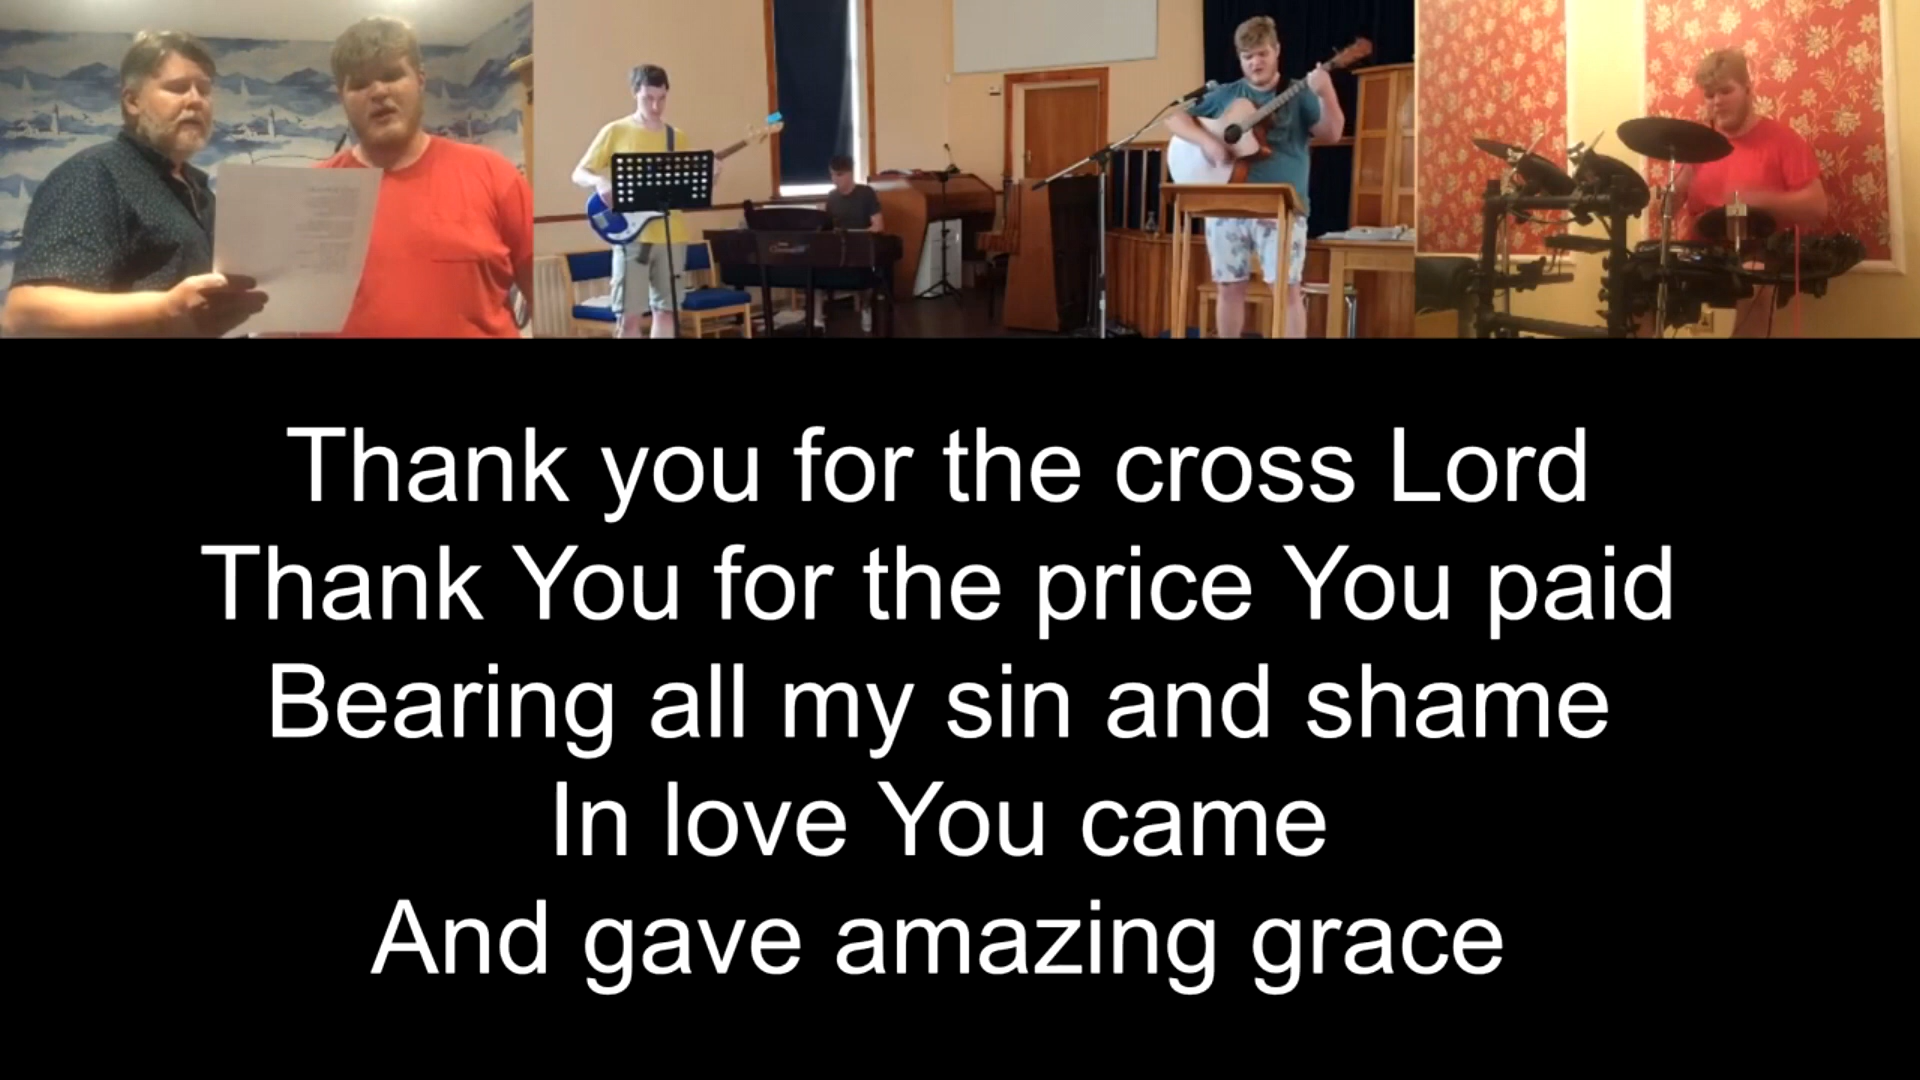 Thank you for the cross Lord
Thank You for the price You paid
Bearing all my sin and shame
In love You came
And gave amazing grace